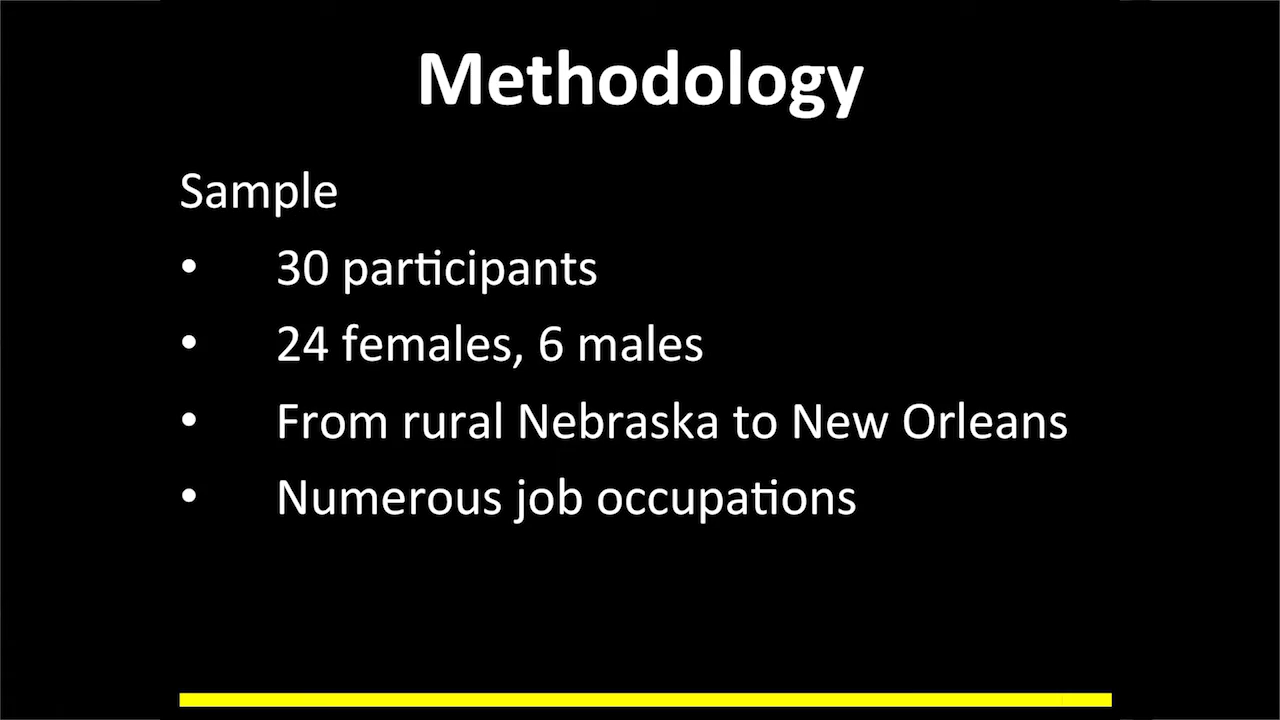 Methodology
Sample
• 30 participants
• 24 females, 6 males
• From rural Nebraska to New Orleans
• Numerous job occupations